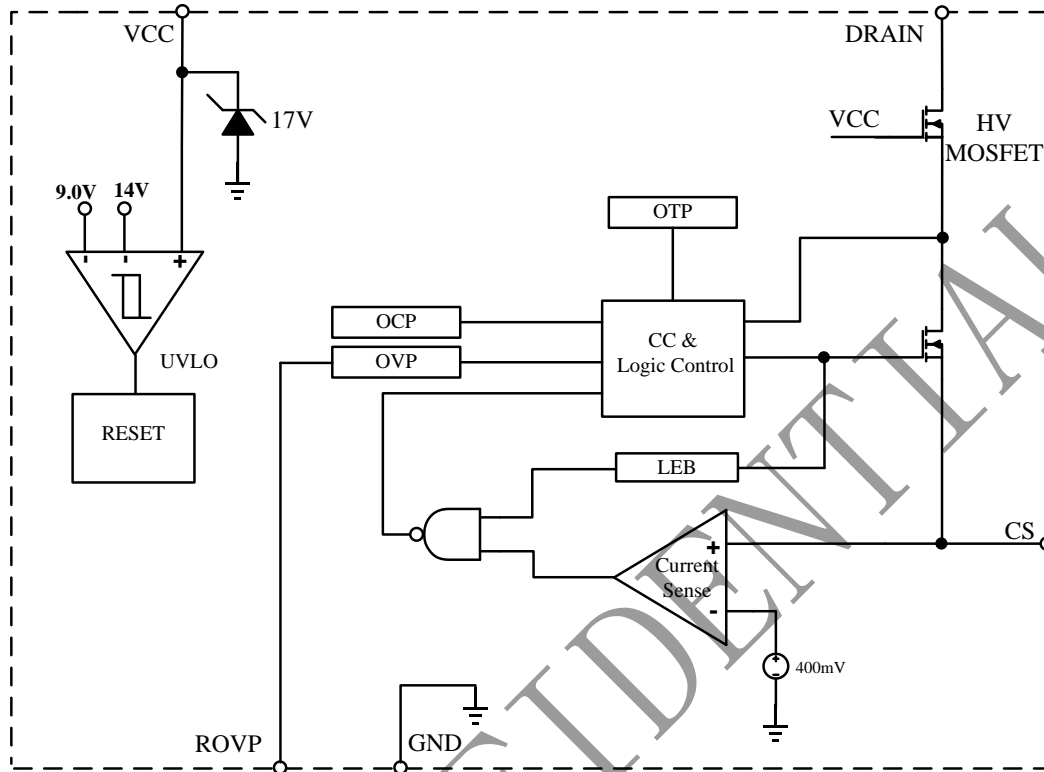 VCC
DRAIN
17V
VCC
HV
MOSFET
9.0V
14V
- - +
OTP
OCP
CC &
Logic Control
OVP
UVLO
RESET
LEB
CS
+
Current
Sense
-
+
-
400mV
ROVP
GND
IDENTIAL